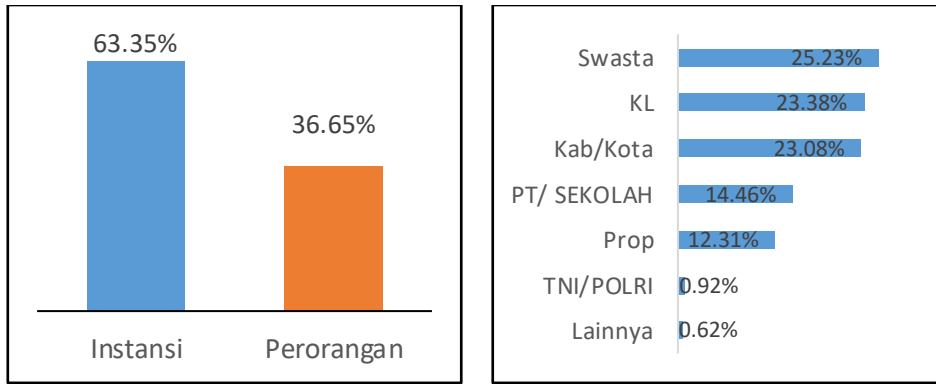 63.35%
36.65%
Instansi
Perorangan
Swasta 25.23%
KL 23.38%
Kab/Kota 23.08%
PT/ SEKOLAH 14.46%
Prop 12.31%
TNI/POLRI 0.92%
Lainnya 0.62%